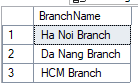 BranchName
1 Ha Noi Branch
2 Da Nang Branch
3 HCM Branch